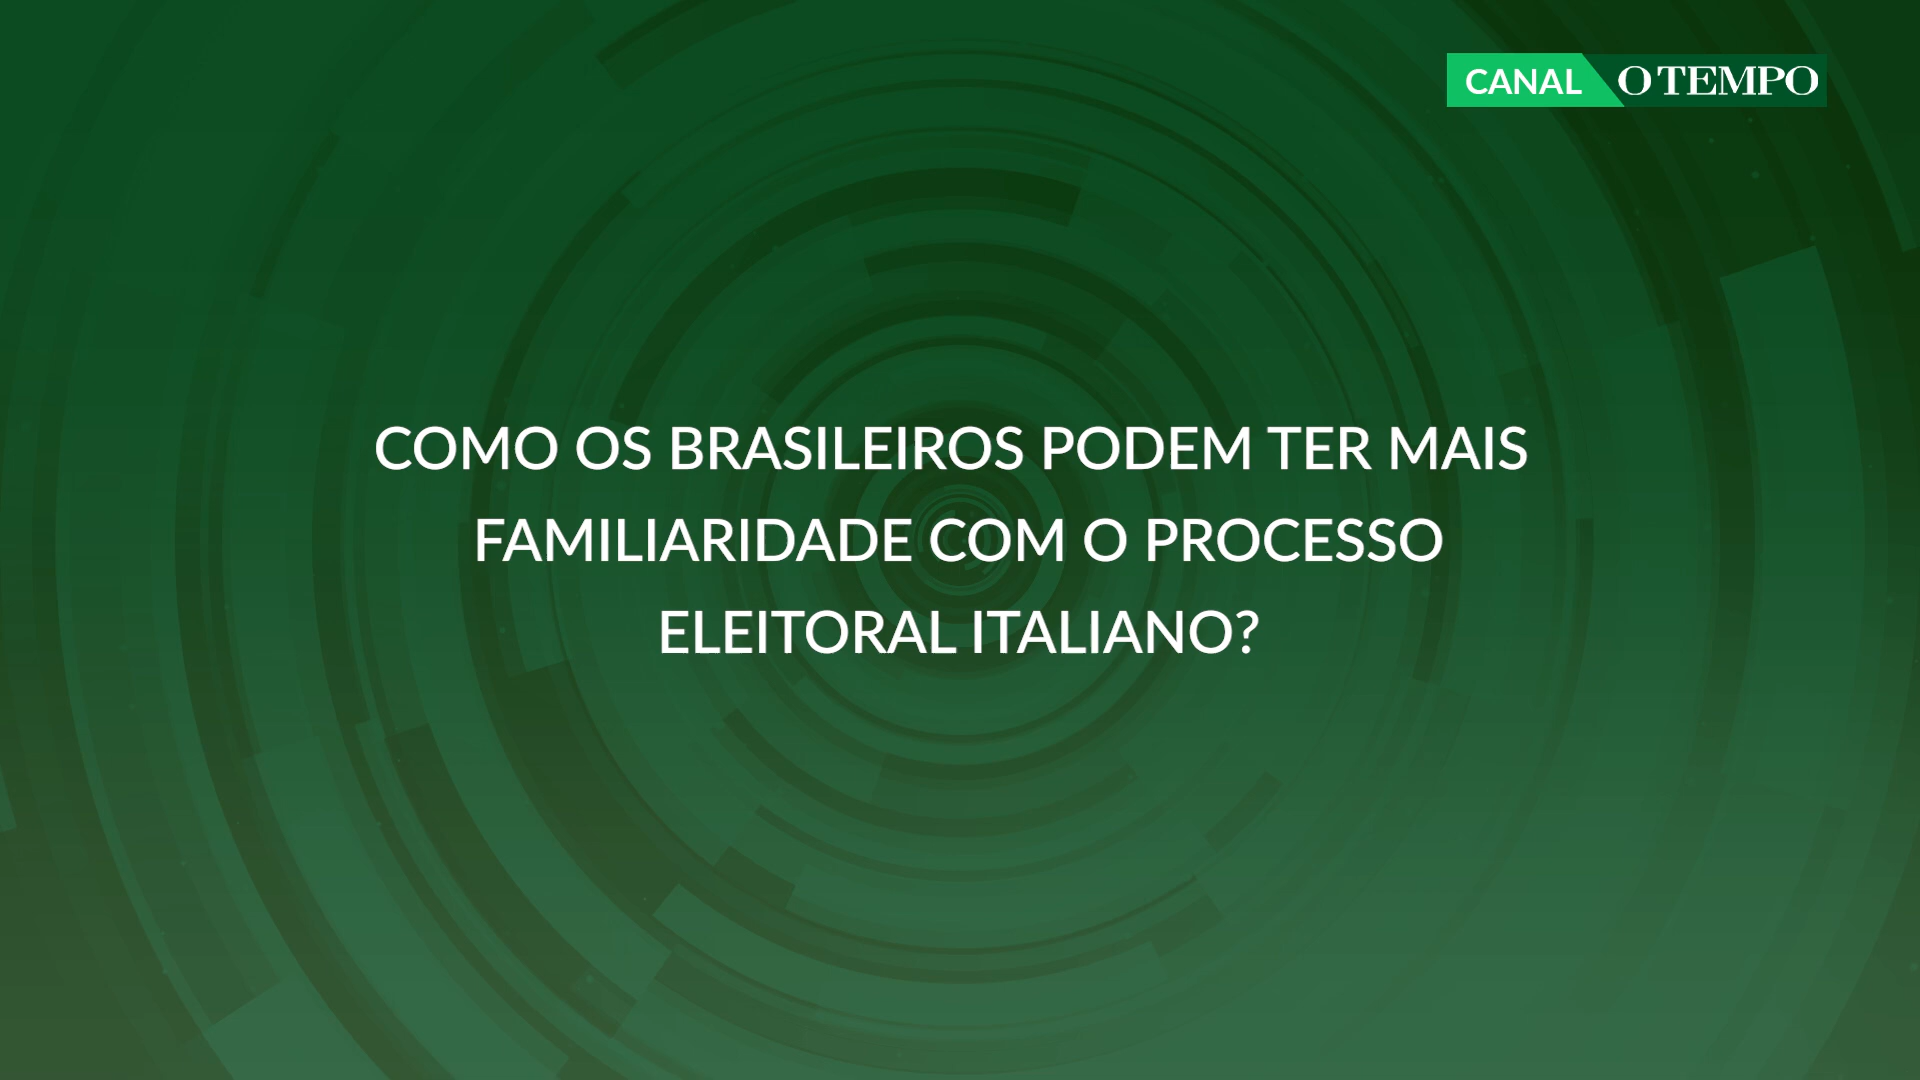 CANAL O TEMPO
COMO OS BRASILEIROS PODEM TER MAIS
FAMILIARIDADE COM O PROCESSO
ELEITORAL ITALIANO?